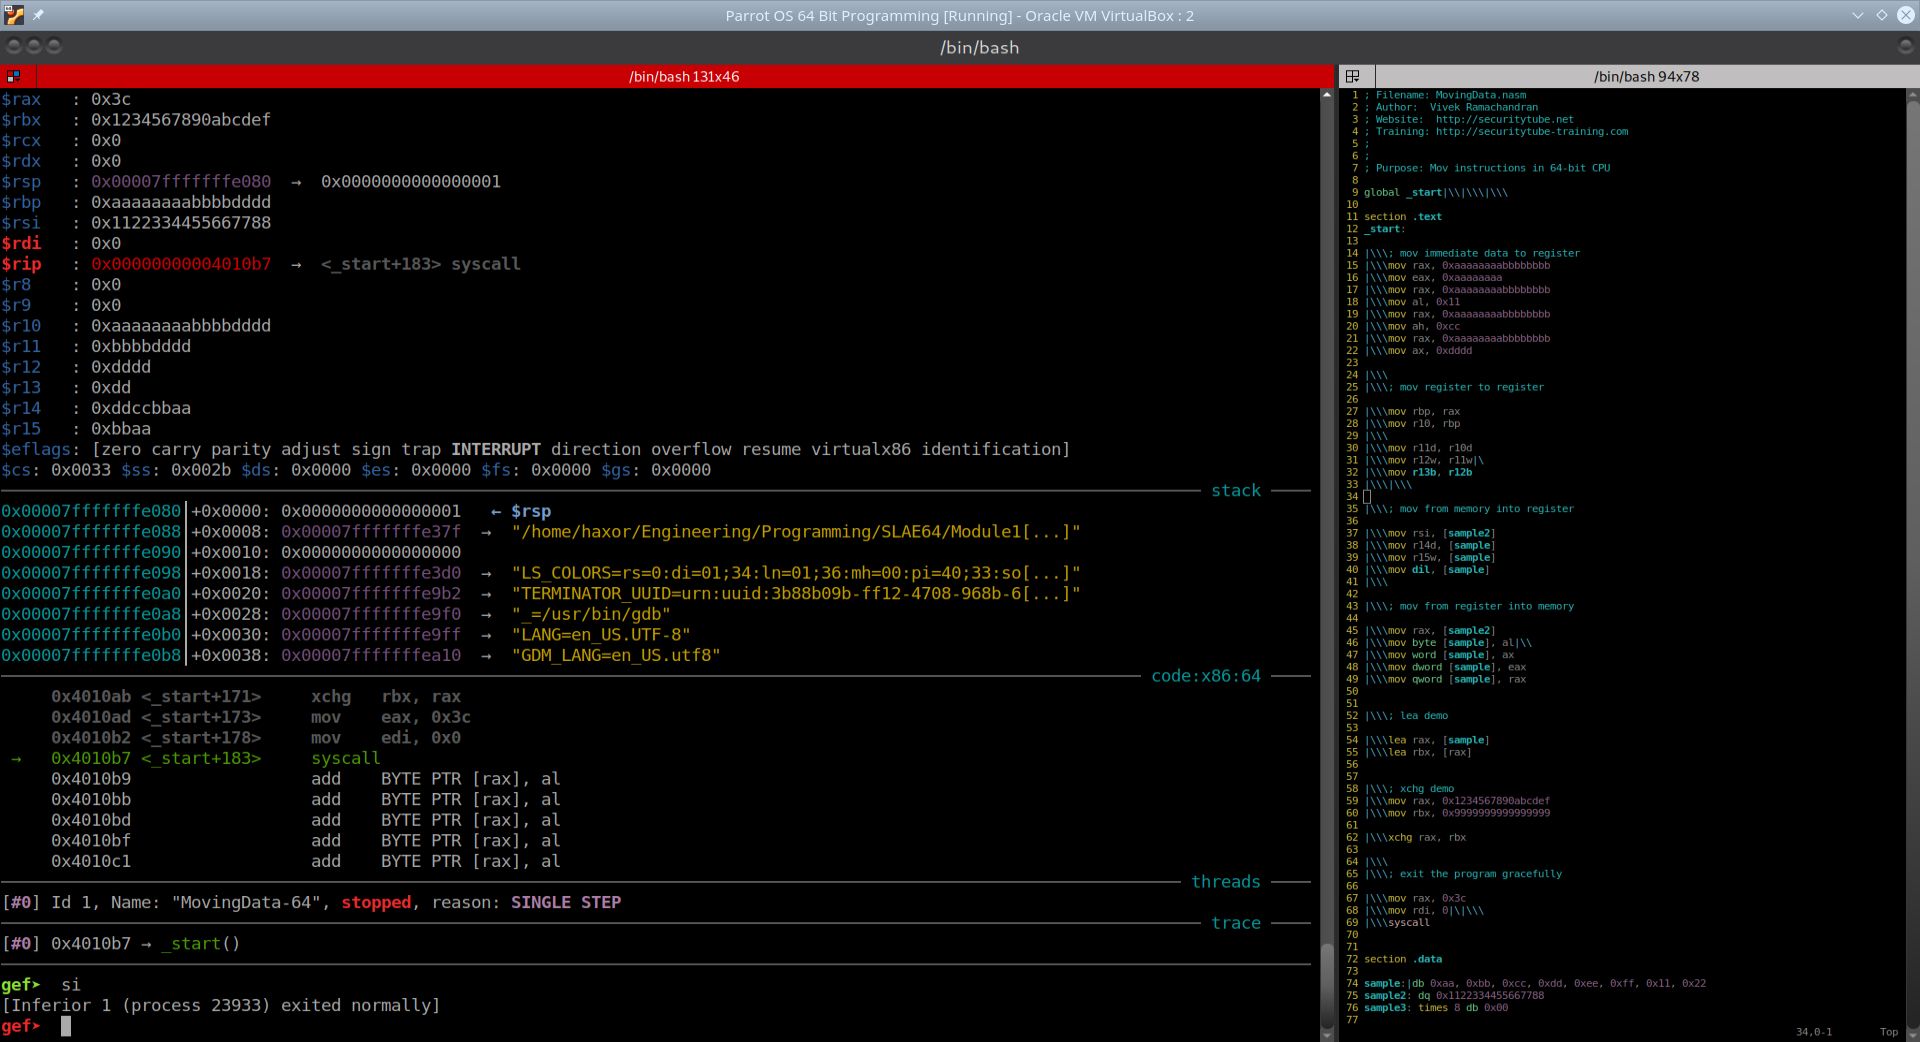 Parrot OS 64 Bit Programming [Running] - Oracle VM VirtualBox : 2
/bin/bash
/bin/bash 131x46
$rax   : 0x3c
$rbx   : 0x1234567890abcdef
$rcx   : 0x0
$rdx   : 0x0
$rsp   : 0x00007fffffffe080  →  0x0000000000000001
$rbp   : 0xaaaaaaaabbbbdddd
$rsi   : 0x1122334455667788
$rdi   : 0x0
$rip   : 0x00000000004010b7  →  <_start+183> syscall
$r8    : 0x0
$r9    : 0x0
$r10   : 0xaaaaaaaabbbbdddd
$r11   : 0xbbbbdddd
$r12   : 0xdddd
$r13   : 0xdd
$r14   : 0xddccbbaa
$r15   : 0xbbaa
$eflags: [zero carry parity adjust sign trap INTERRUPT direction overflow resume virtualx86 identification]
$cs: 0x0033 $ss: 0x002b $ds: 0x0000 $es: 0x0000 $fs: 0x0000 $gs: 0x0000
stack
0x00007fffffffe080│+0x0000: 0x0000000000000001   ← $rsp
0x00007fffffffe088│+0x0008: 0x00007fffffffe37f  →  "/home/haxor/Engineering/Programming/SLAE64/Module1[...]"
0x00007fffffffe090│+0x0010: 0x0000000000000000
0x00007fffffffe098│+0x0018: 0x00007fffffffe3d0  →  "LS_COLORS=rs=0:di=01;34:ln=01;36:mh=00:pi=40;33:so[...]"
0x00007fffffffe0a0│+0x0020: 0x00007fffffffe9b2  →  "TERMINATOR_UUID=urn:uuid:3b88b09b-ff12-4708-968b-6[...]"
0x00007fffffffe0a8│+0x0028: 0x00007fffffffe9f0  →  "_=/usr/bin/gdb"
0x00007fffffffe0b0│+0x0030: 0x00007fffffffe9ff  →  "LANG=en_US.UTF-8"
0x00007fffffffe0b8│+0x0038: 0x00007fffffffea10  →  "GDM_LANG=en_US.utf8"
code:x86:64
0x4010ab <_start+171>     xchg   rbx, rax
0x4010ad <_start+173>     mov    eax, 0x3c
0x4010b2 <_start+178>     mov    edi, 0x0
→   0x4010b7 <_start+183>     syscall
0x4010b9                  add    BYTE PTR [rax], al
0x4010bb                  add    BYTE PTR [rax], al
0x4010bd                  add    BYTE PTR [rax], al
0x4010bf                  add    BYTE PTR [rax], al
0x4010c1                  add    BYTE PTR [rax], al
threads
[#0] Id 1, Name: "MovingData-64", stopped, reason: SINGLE STEP
trace
[#0] 0x4010b7 → _start()
gef➤  si
[Inferior 1 (process 23933) exited normally]
gef➤
/bin/bash 94x78
1 ; Filename: MovingData.nasm
2 ; Author:  Vivek Ramachandran
3 ; Website:  http://securitytube.net
4 ; Training: http://securitytube-training.com
5 ;
6 ;
7 ; Purpose: Mov instructions in 64-bit CPU
8
9 global _start|\\|\\\|\\\
10
11 section .text
12 _start:
13
14 |\\\; mov immediate data to register
15 |\\\mov rax, 0xaaaaaaaabbbbbbbb
16 |\\\mov eax, 0xaaaaaaaa
17 |\\\mov rax, 0xaaaaaaaabbbbbbbb
18 |\\\mov al, 0x11
19 |\\\mov rax, 0xaaaaaaaabbbbbbbb
20 |\\\mov ah, 0xcc
21 |\\\mov rax, 0xaaaaaaaabbbbbbbb
22 |\\\mov ax, 0xdddd
23
24 |\\\
25 |\\\; mov register to register
26
27 |\\\mov rbp, rax
28 |\\\mov r10, rbp
29 |\\\
30 |\\\mov r11d, r10d
31 |\\\mov r12w, r11w|\
32 |\\\mov r13b, r12b
33 |\\\|\\\
34
35 |\\\; mov from memory into register
36
37 |\\\mov rsi, [sample2]
38 |\\\mov r14d, [sample]
39 |\\\mov r15w, [sample]
40 |\\\mov dil, [sample]
41 |\\\
42
43 |\\\; mov from register into memory
44
45 |\\\mov rax, [sample2]
46 |\\\mov byte [sample], al|\\
47 |\\\mov word [sample], ax
48 |\\\mov dword [sample], eax
49 |\\\mov qword [sample], rax
50
51
52 |\\\; lea demo
53
54 |\\\lea rax, [sample]
55 |\\\lea rbx, [rax]
56
57
58 |\\\; xchg demo
59 |\\\mov rax, 0x1234567890abcdef
60 |\\\mov rbx, 0x9999999999999999
61
62 |\\\xchg rax, rbx
63
64 |\\\
65 |\\\; exit the program gracefully
66
67 |\\\mov rax, 0x3c
68 |\\\mov rdi, 0|\|\\\
69 |\\\syscall
70
71
72 section .data
73
74 sample:|db 0xaa, 0xbb, 0xcc, 0xdd, 0xee, 0xff, 0x11, 0x22
75 sample2: dq 0x1122334455667788
76 sample3: times 8 db 0x00
77
34,0-1        Top